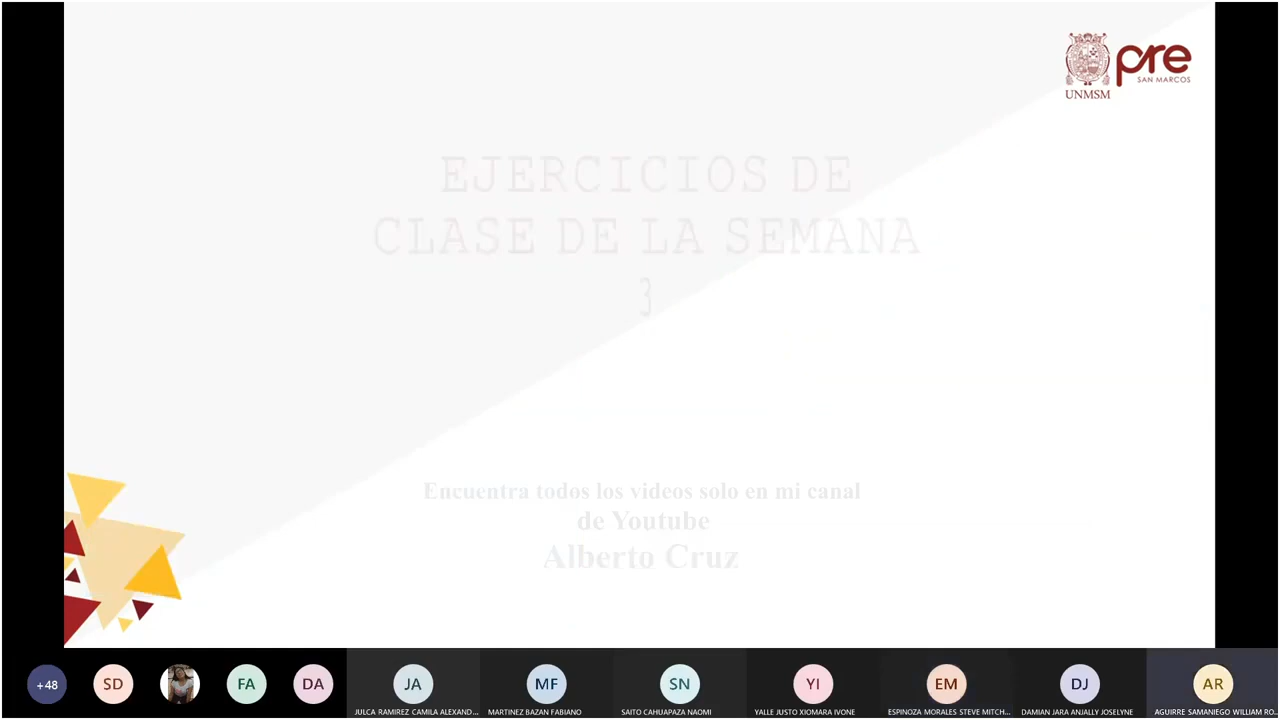 pre
SAN MARCOS
UNMSM
EJERCICIOS DE
CLASE DE LA SEMANA
3
Encuentra todos los videos solo en mi canal
de Youtube
Alberto Cruz
+48
SD
FA
DA
JA
MF
SN
YI
EM
DJ
AR
JULCA RAMIREZ CAMILA ALEXAND...
MARTINEZ BAZAN FABIANO
SAITO CAHUAPAZA NAOMI
YALLE JUSTO XIOMARA IVONE
ESPINOZA MORALES STEVE MITCH...
DAMIAN JARA ANJALLY JOSELYNE
AGUIRRE SAMANIEGO WILLIAM RO...